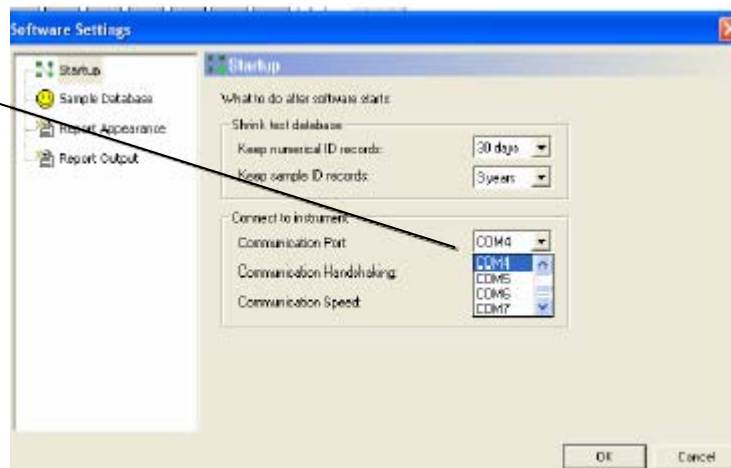 Software Settings
Startup
Sample Database
Report Appearance
Report Output
Startup
What to do after software starts
Shrink test database
Keep numerical ID records: 30 days
Keep sample ID records: 3 years
Connect to instrument
Communication Port COM4
COM4
Communication Handshaking: COM5
COM6
Communication Speed: COM7
OK Cancel